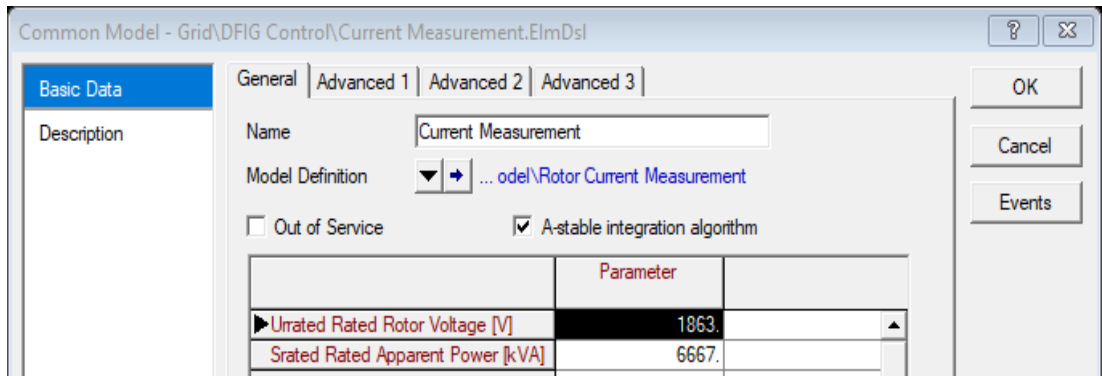 Common Model - Grid\DFIG Control\Current Measurement.ElmDsl
Basic Data
Description
General Advanced 1 Advanced 2 Advanced 3
Name Current Measurement
Model Definition ... odel\Rotor Current Measurement
Out of Service A-stable integration algorithm
Parameter
Urrated Rated Rotor Voltage [V] 1863.
Srated Rated Apparent Power [kVA] 6667.
OK
Cancel
Events